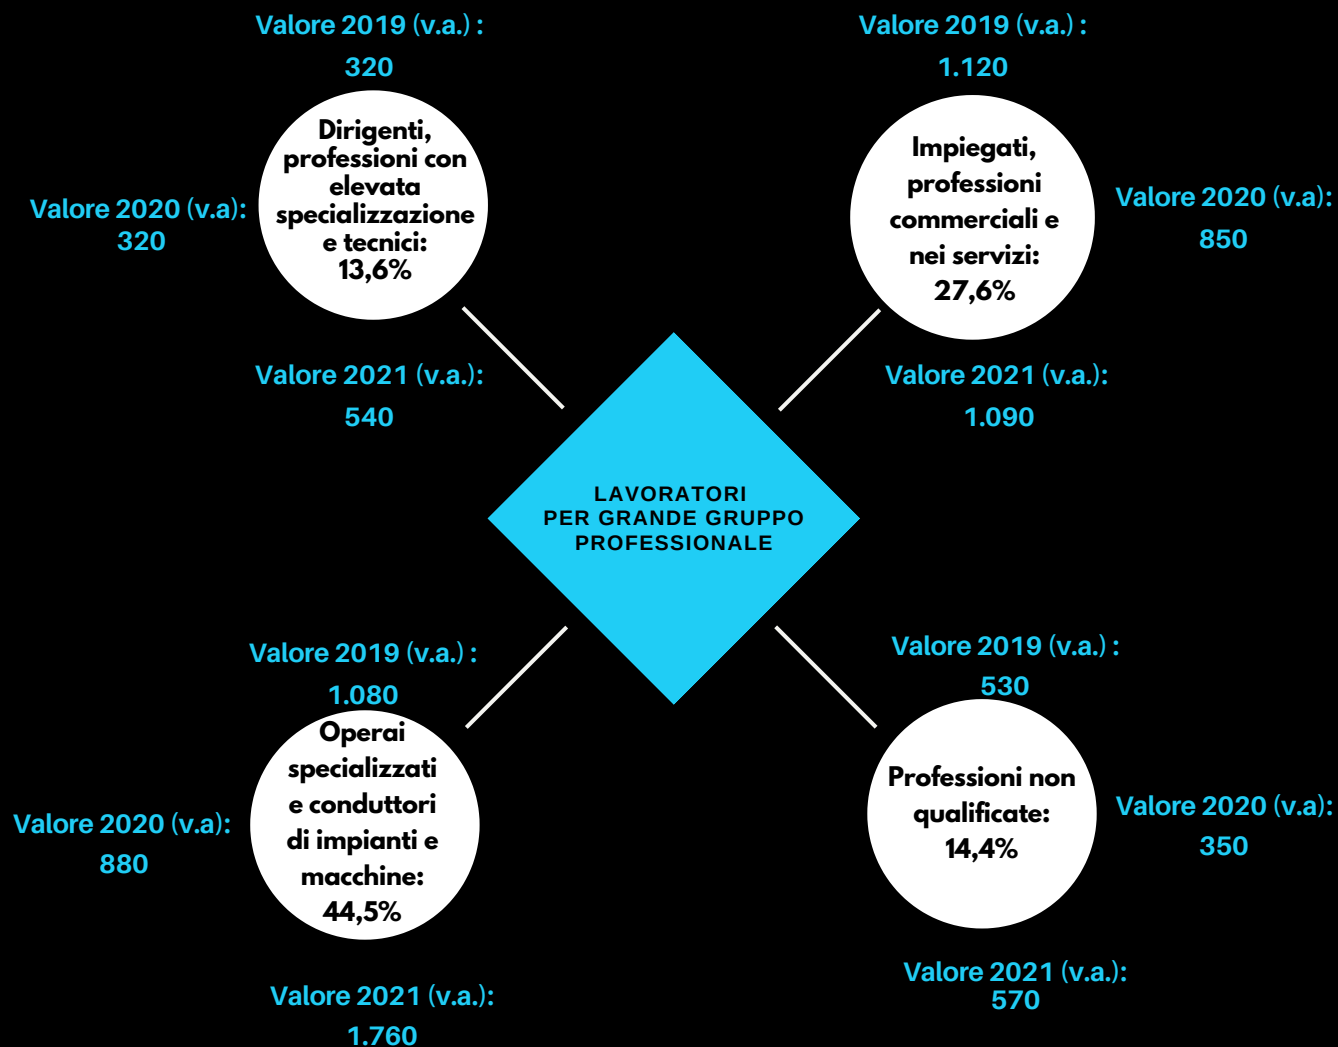 Valore 2019 (v.a.) :
320
Dirigenti,
professioni con
elevata
specializzazione
e tecnici:
13,6%
Valore 2020 (v.a):
320
Valore 2021 (v.a.):
540
Valore 2019 (v.a.) :
1.120
Impiegati,
professioni
commerciali e
nei servizi:
27,6%
Valore 2020 (v.a):
850
Valore 2021 (v.a.):
1.090
LAVORATORI
PER GRANDE GRUPPO
PROFESSIONALE
Valore 2019 (v.a.) :
1.080
Operai
specializzati
e conduttori
di impianti e
macchine:
44,5%
Valore 2020 (v.a):
880
Valore 2021 (v.a.):
1.760
Valore 2019 (v.a.) :
530
Professioni non
qualificate:
14,4%
Valore 2020 (v.a):
350
Valore 2021 (v.a.):
570